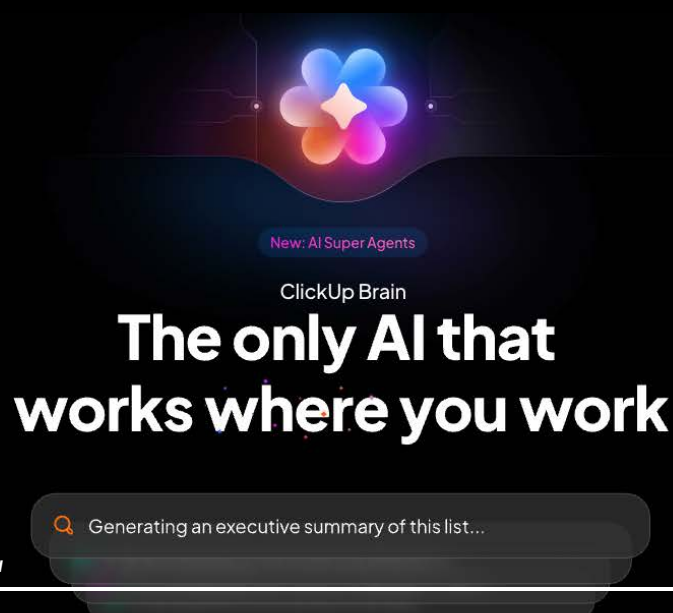 New: AI Super Agents
ClickUp Brain
The only AI that
works where you work
Generating an executive summary of this list...